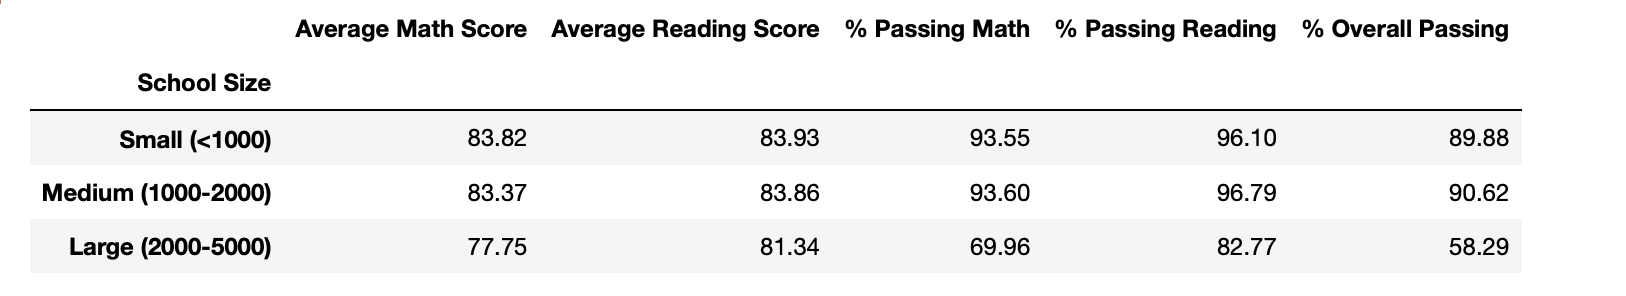 Average Math Score Average Reading Score % Passing Math % Passing Reading % Overall Passing
School Size
Small (<1000) 83.82 83.93 93.55 96.10 89.88
Medium (1000-2000) 83.37 83.86 93.60 96.79 90.62
Large (2000-5000) 77.75 81.34 69.96 82.77 58.29